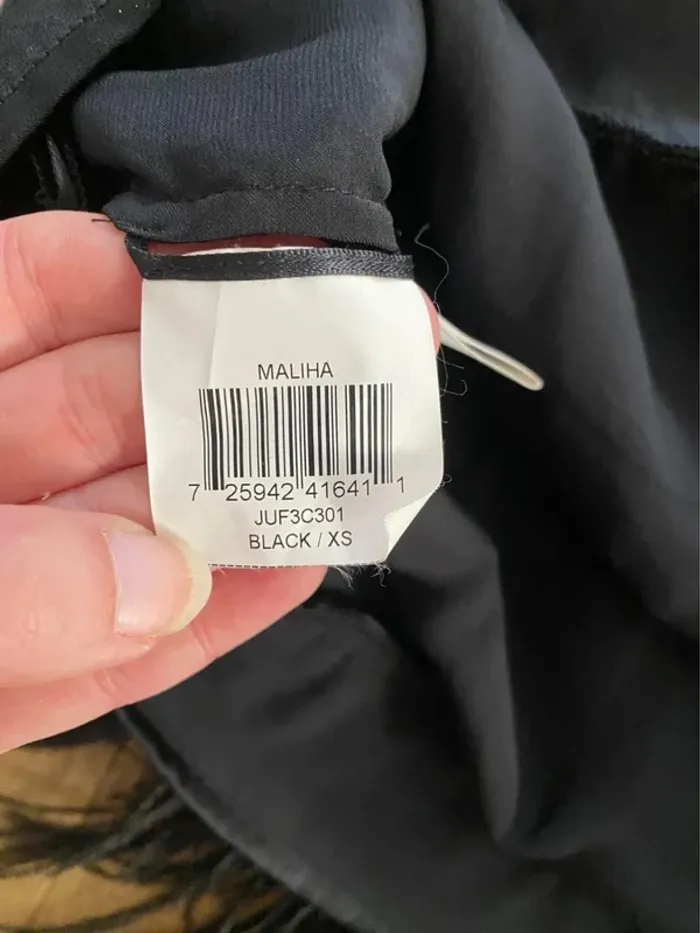 MALIHA
7 25942 41641 1
JUF3C301
BLACK / XS